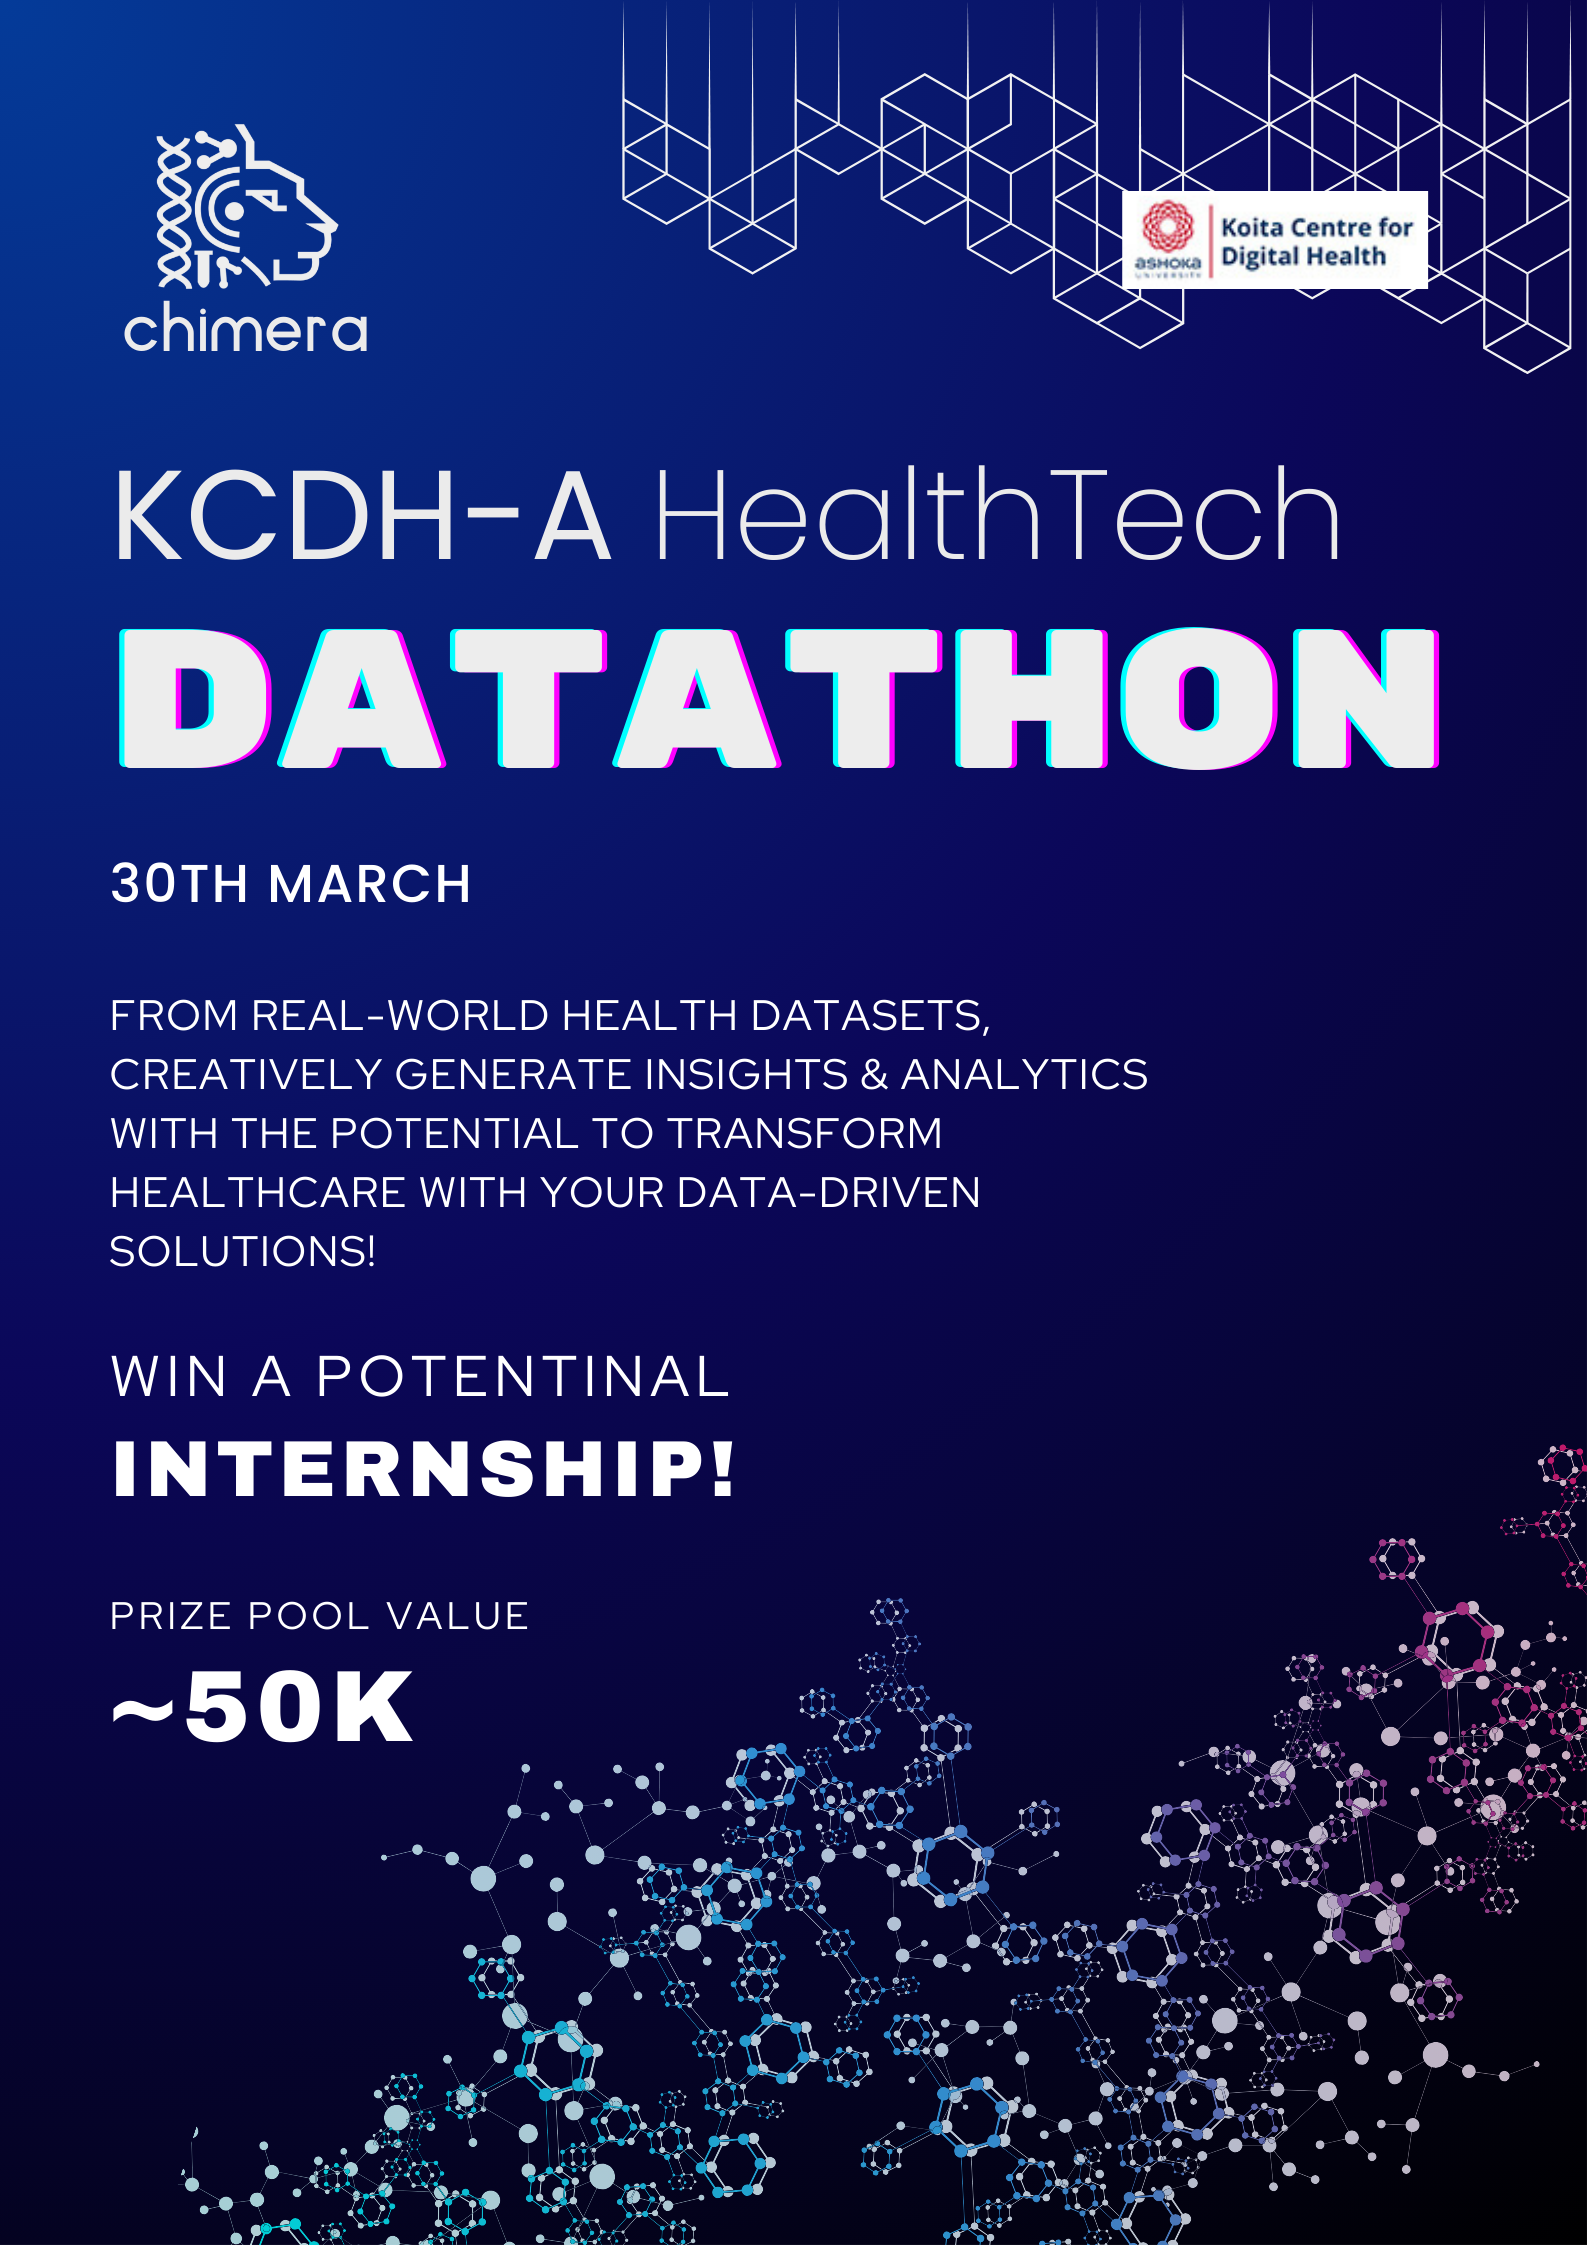 chimera
ASHOKA
UNIVERSITY
Koita Centre for
Digital Health
KCDH-A HealthTech
DATATHON
30TH MARCH
FROM REAL-WORLD HEALTH DATASETS,
CREATIVELY GENERATE INSIGHTS & ANALYTICS
WITH THE POTENTIAL TO TRANSFORM
HEALTHCARE WITH YOUR DATA-DRIVEN
SOLUTIONS!
WIN A POTENTINAL
INTERNSHIP!
PRIZE POOL VALUE
~50K